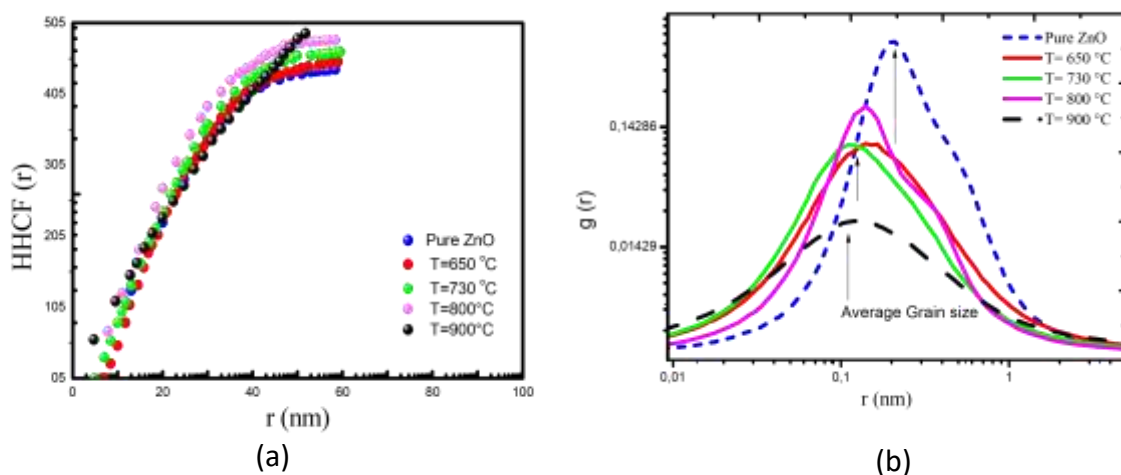 505
405
305
205
105
05
HHCF (r)
0
20
40
60
80
100
r (nm)
Pure ZnO
T=650 °C
T=730 °C
T=800°C
T=900°C
(a)
0,14286
0,01429
g (r)
0,01
0,1
1
r (nm)
Pure ZnO
T= 650 °C
T= 730 °C
T= 800 °C
T= 900 °C
Average Grain size
(b)